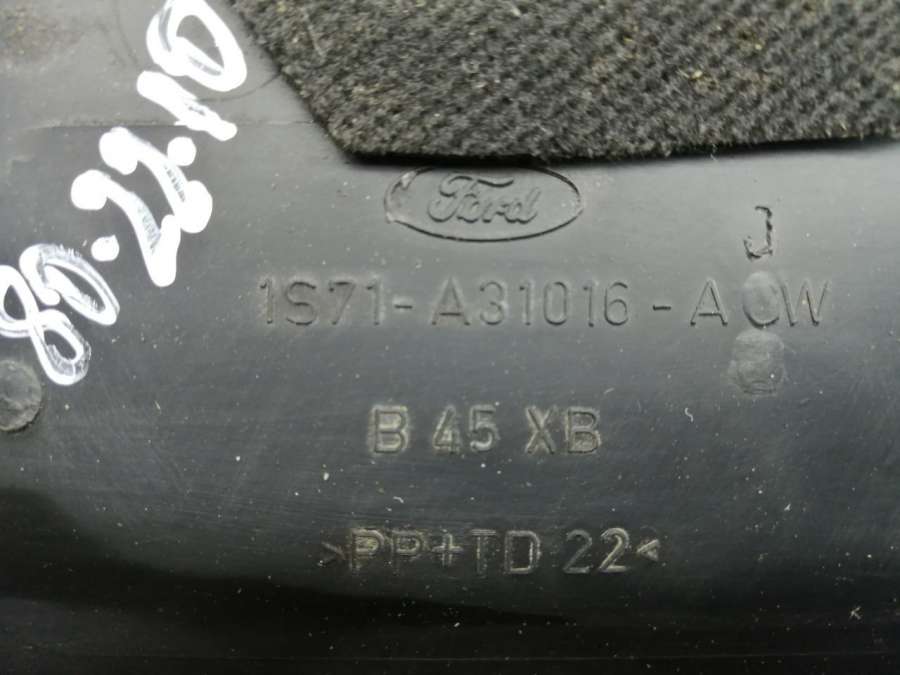 Ford
J
1S71-A31016-A W
B 45 XB
>PP+TD 22<